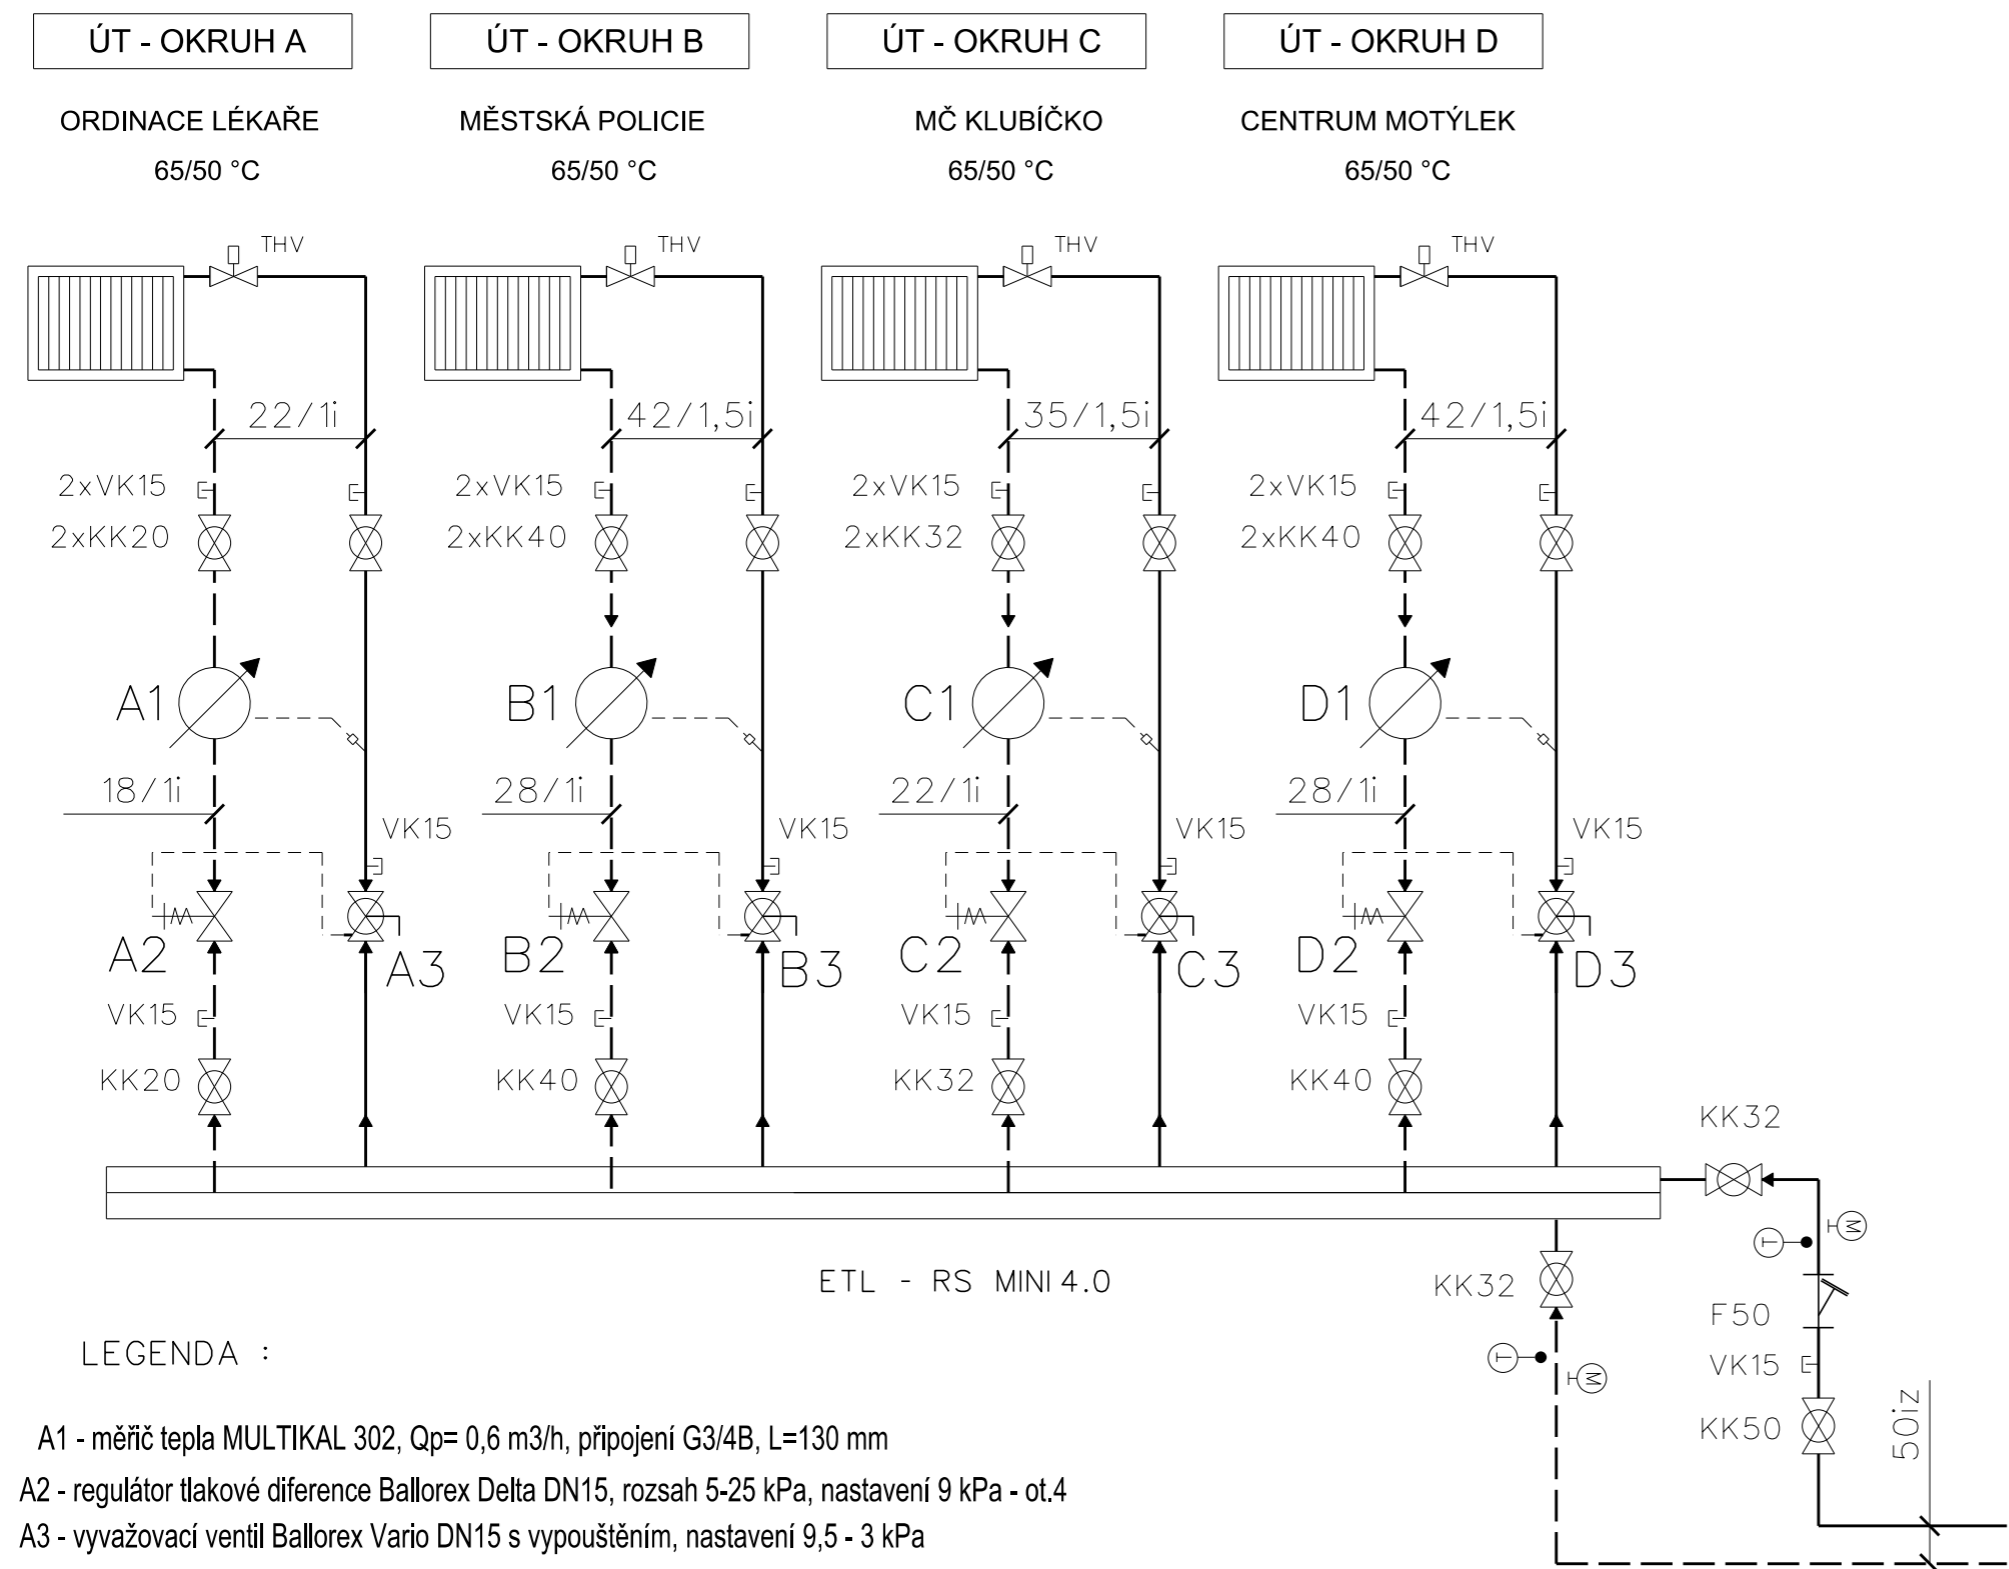 ÚT - OKRUH A
ÚT - OKRUH B
ÚT - OKRUH C
ÚT - OKRUH D
ORDINACE LÉKAŘE
MĚSTSKÁ POLICIE
MČ KLUBÍČKO
CENTRUM MOTÝLEK
65/50 °C
65/50 °C
65/50 °C
65/50 °C
THV
THV
THV
THV
22/1i
42/1,5i
35/1,5i
42/1,5i
2xVK15
2xVK15
2xVK15
2xVK15
2xKK20
2xKK40
2xKK32
2xKK40
A1
B1
C1
D1
18/1i
28/1i
22/1i
28/1i
VK15
VK15
VK15
VK15
A2
A3
B2
B3
C2
C3
D2
D3
VK15
VK15
VK15
VK15
KK20
KK40
KK32
KK40
KK32
M
T
ETL - RS MINI 4.0
KK32
F50
T
M
VK15
KK50
50iz
LEGENDA :
A1 - měřič tepla MULTIKAL 302, Qp= 0,6 m3/h, připojení G3/4B, L=130 mm
A2 - regulátor tlakové diference Ballorex Delta DN15, rozsah 5-25 kPa, nastavení 9 kPa - ot.4
A3 - vyvažovací ventil Ballorex Vario DN15 s vypouštěním, nastavení 9,5 - 3 kPa